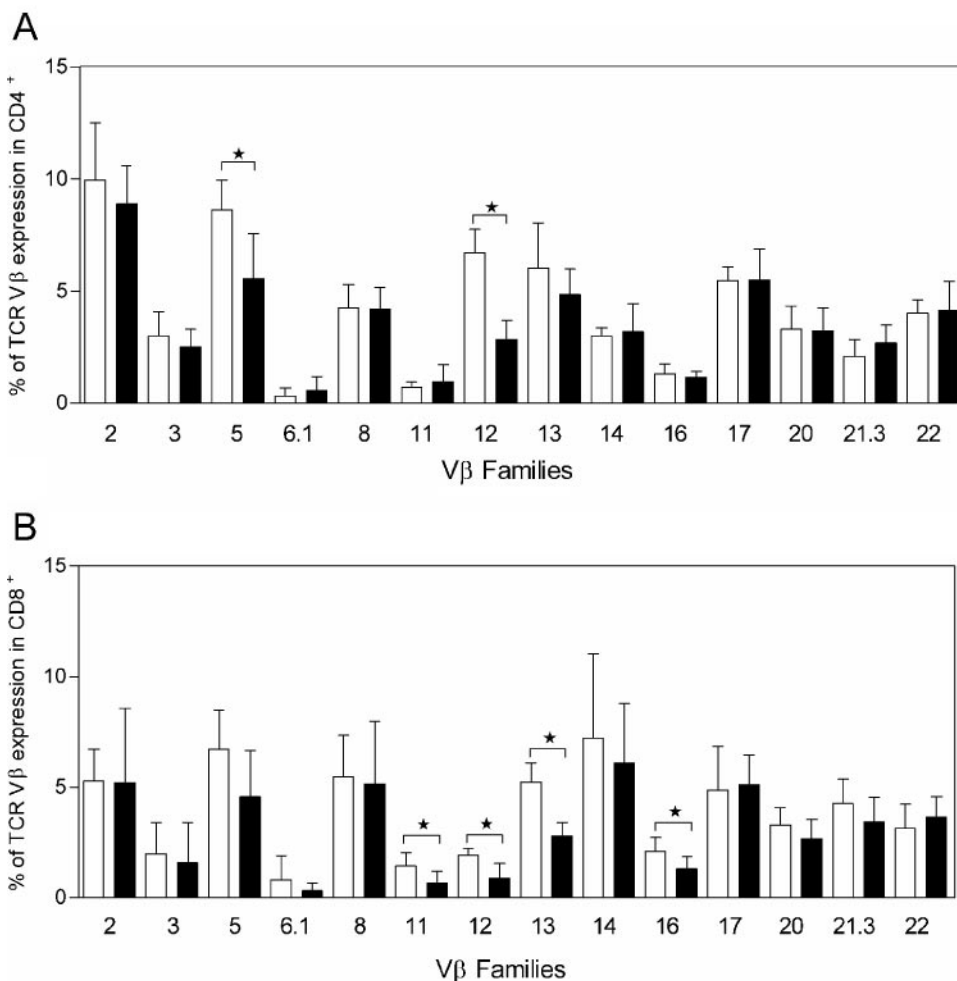 A
% of TCR Vβ expression in CD4 +
15
10
5
0
2 3 5 6.1 8 11 12 13 14 16 17 20 21.3 22
Vβ Families
B
% of TCR Vβ expression in CD8 +
15
10
5
0
2 3 5 6.1 8 11 12 13 14 16 17 20 21.3 22
Vβ Families